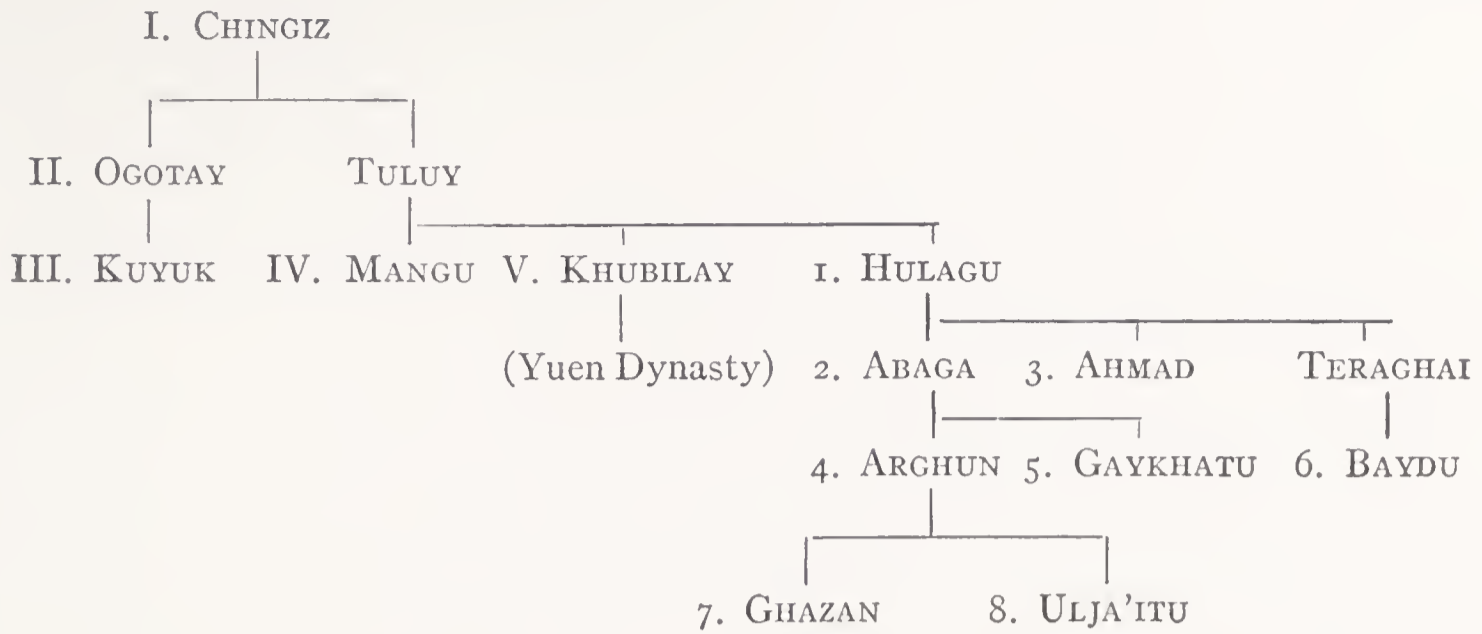 I. CHINGIZ
II. OGOTAY TULUY
III. KUYUK IV. MANGU V. KHUBILAY 1. HULAGU
(Yuen Dynasty) 2. ABAGA 3. AHMAD TERAGHAI
4. ARGHUN 5. GAYKHATU 6. BAYDU
7. GHAZAN 8. ULJA'ITU